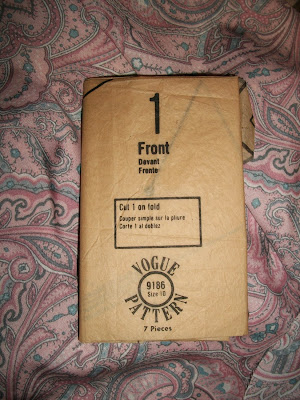 1
Front
Devant
Frente
Cut 1 on fold
Couper simple sur la pliure
Corte 1 al doblez
VOGUE
9186
Size 10
PATTERN
7 Pieces